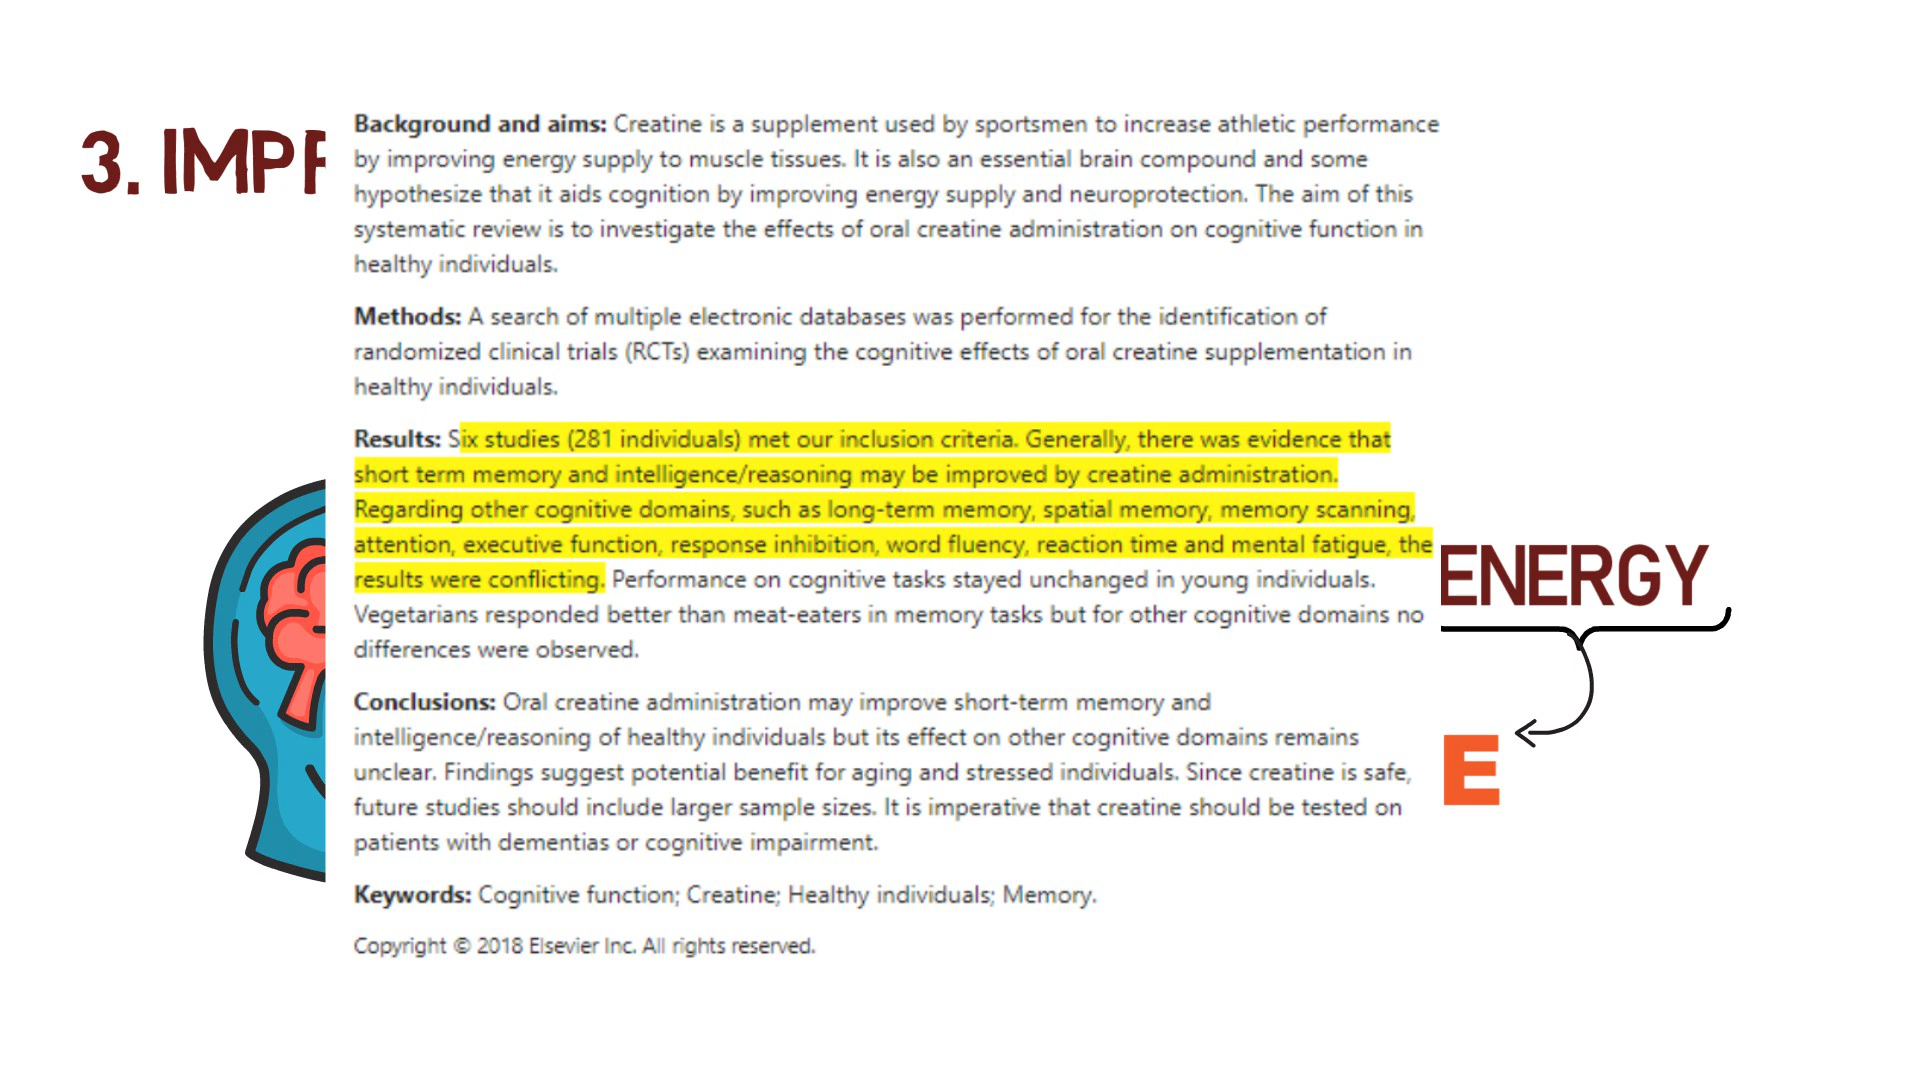 3. IMP
Background and aims: Creatine is a supplement used by sportsmen to increase athletic performance
by improving energy supply to muscle tissues. It is also an essential brain compound and some
hypothesize that it aids cognition by improving energy supply and neuroprotection. The aim of this
systematic review is to investigate the effects of oral creatine administration on cognitive function in
healthy individuals.
Methods: A search of multiple electronic databases was performed for the identification of
randomized clinical trials (RCTs) examining the cognitive effects of oral creatine supplementation in
healthy individuals.
Results: Six studies (281 individuals) met our inclusion criteria. Generally, there was evidence that
short term memory and intelligence/reasoning may be improved by creatine administration.
Regarding other cognitive domains, such as long-term memory, spatial memory, memory scanning,
attention, executive function, response inhibition, word fluency, reaction time and mental fatigue, the
results were conflicting. Performance on cognitive tasks stayed unchanged in young individuals.
Vegetarians responded better than meat-eaters in memory tasks but for other cognitive domains no
differences were observed.
Conclusions: Oral creatine administration may improve short-term memory and
intelligence/reasoning of healthy individuals but its effect on other cognitive domains remains
unclear. Findings suggest potential benefit for aging and stressed individuals. Since creatine is safe,
future studies should include larger sample sizes. It is imperative that creatine should be tested on
patients with dementias or cognitive impairment.
Keywords: Cognitive function; Creatine; Healthy individuals; Memory.
Copyright © 2018 Elsevier Inc. All rights reserved.
ENERGY
E